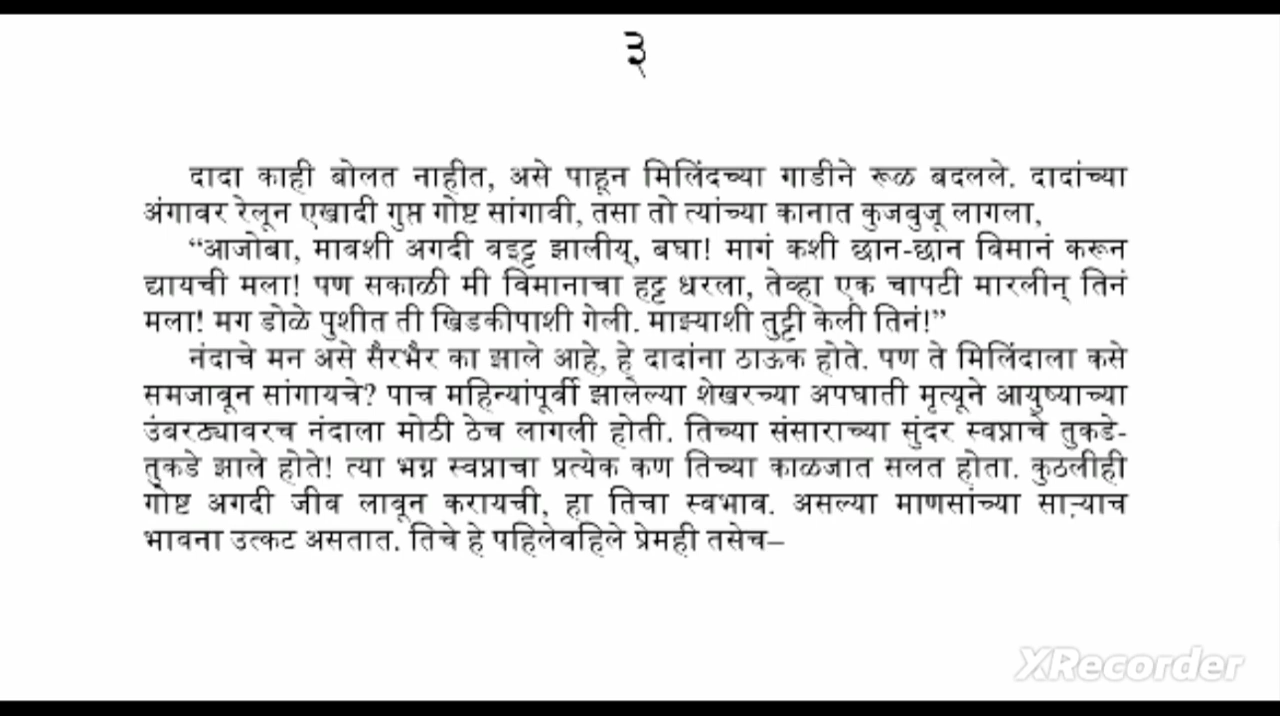 ३
दादा काही बोलत नाहीत, असे पाहून मिलिंदच्या गाडीने रूळ बदलले. दादांच्या
अंगावर रेलून एखादी गुप्त गोष्ट सांगावी, तसा तो त्यांच्या कानात कुजबुजू लागला,
“आजोबा, मावशी अगदी वइट्ट झालीय्, बघा! मागं कशी छान-छान विमानं करून
द्यायची मला! पण सकाळी मी विमानाचा हट्ट धरला, तेव्हा एक चापटी मारलीन् तिनं
मला! मग डोळे पुशीत ती खिडकीपाशी गेली. माझ्याशी तुट्टी केली तिनं!”
नंदाचे मन असे सैरभैर का झाले आहे, हे दादांना ठाऊक होते. पण ते मिलिंदाला कसे
समजावून सांगायचे? पाच महिन्यांपूर्वी झालेल्या शेखरच्या अपघाती मृत्यूने आयुष्याच्या
उंबरठ्यावरच नंदाला मोठी ठेच लागली होती. तिच्या संसाराच्या सुंदर स्वप्नाचे तुकडे-
तुकडे झाले होते! त्या भग्न स्वप्नाचा प्रत्येक कण तिच्या काळजात सलत होता. कुठलीही
गोष्ट अगदी जीव लावून करायची, हा तिचा स्वभाव. असल्या माणसांच्या साऱ्याच
भावना उत्कट असतात. तिचे हे पहिलेवहिले प्रेमही तसेच–
XRecorder